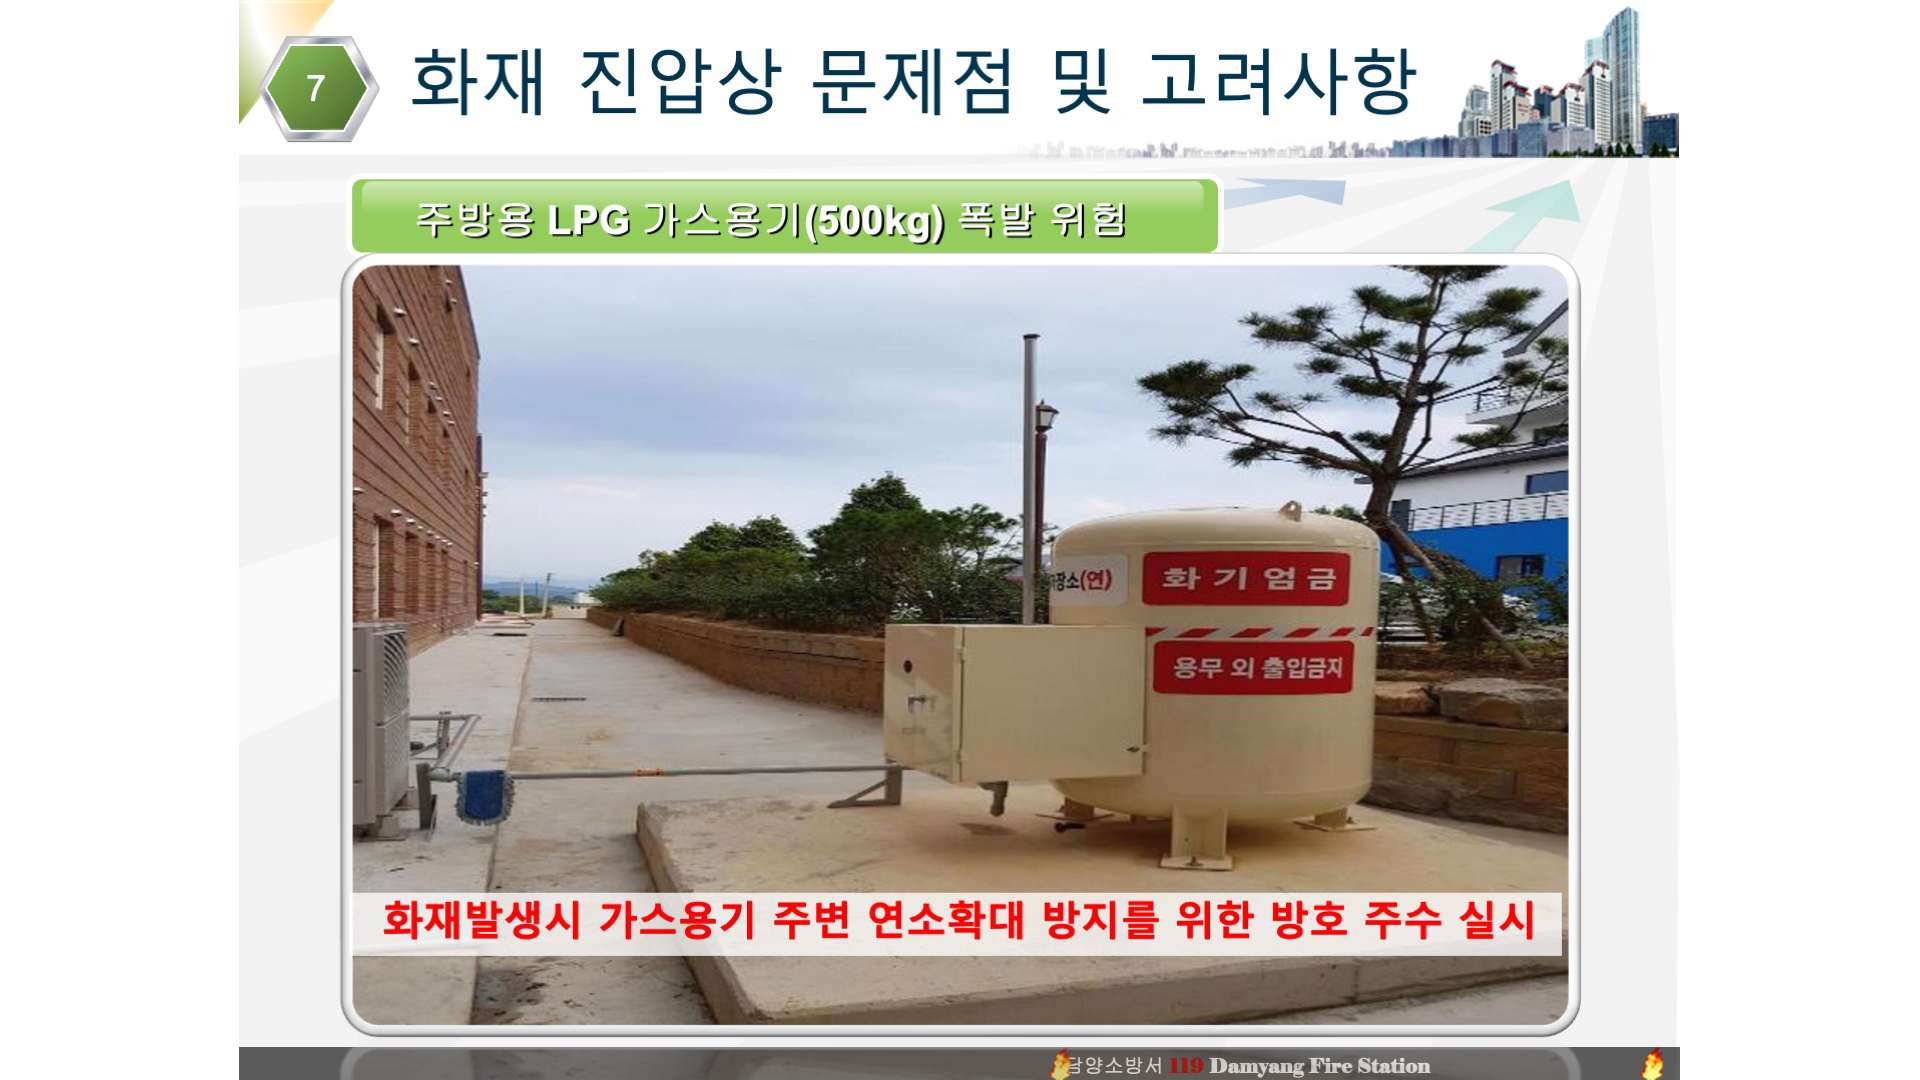 7
화재 진압상 문제점 및 고려사항
주방용 LPG 가스용기(500kg) 폭발 위험
장소(연)
화기엄금
용무 외 출입금지
화재발생시 가스용기 주변 연소확대 방지를 위한 방호 주수 실시
담양소방서 119 Damyang Fire Station